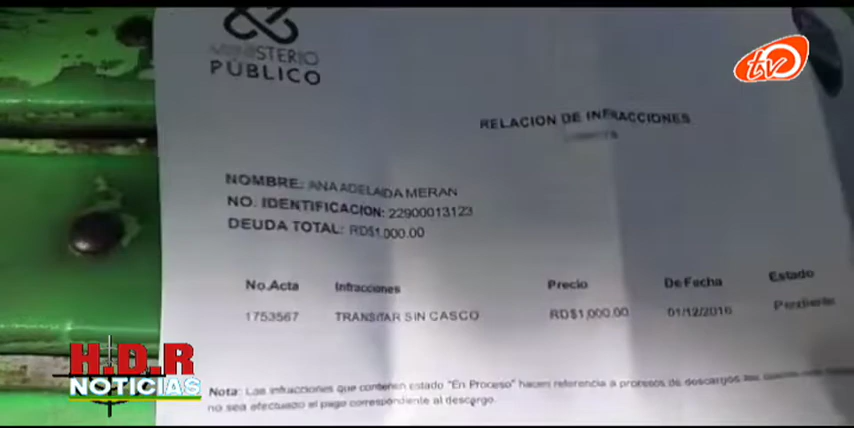 MINISTERIO
PÚBLICO
tv
RELACION DE INFRACCIONES
NOMBRE: ANA ADELAIDA MERAN
NO. IDENTIFICACION: 22900013123
DEUDA TOTAL: RD$1,000.00
No.Acta Infracciones Precio De Fecha Estado
1753567 TRANSITAR SIN CASCO RD$1,000.00 01/12/2016 Pendiente
H.D.R
NOTICIAS
Nota: Las infracciones que contienen estado "En Proceso" hacen referencia a procesos de descargos
no sea efectuado el pago correspondiente al descargo.